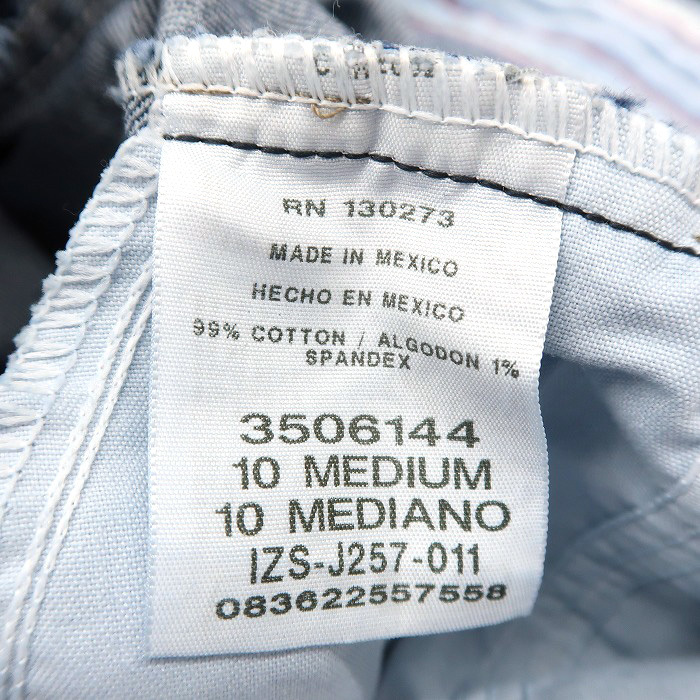 RN 130273
MADE IN MEXICO
HECHO EN MEXICO
99% COTTON / ALGODON 1%
SPANDEX
3506144
10 MEDIUM
10 MEDIANO
IZS-J257-011
083622557558